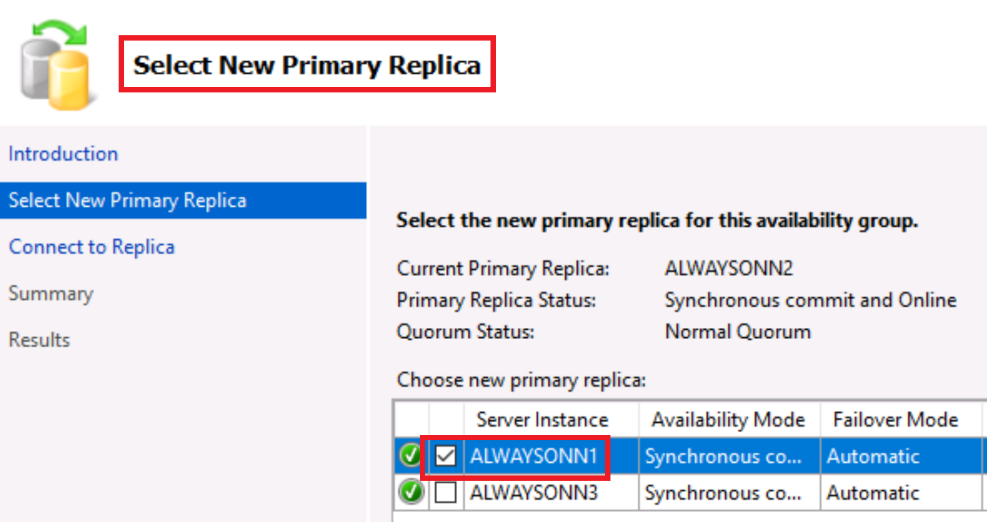 Select New Primary Replica
Introduction
Select New Primary Replica
Connect to Replica
Summary
Results
Select the new primary replica for this availability group.
Current Primary Replica: ALWAYSONN2
Primary Replica Status: Synchronous commit and Online
Quorum Status: Normal Quorum
Choose new primary replica:
Server Instance Availability Mode Failover Mode
ALWAYSONN1 Synchronous co... Automatic
ALWAYSONN3 Synchronous co... Automatic